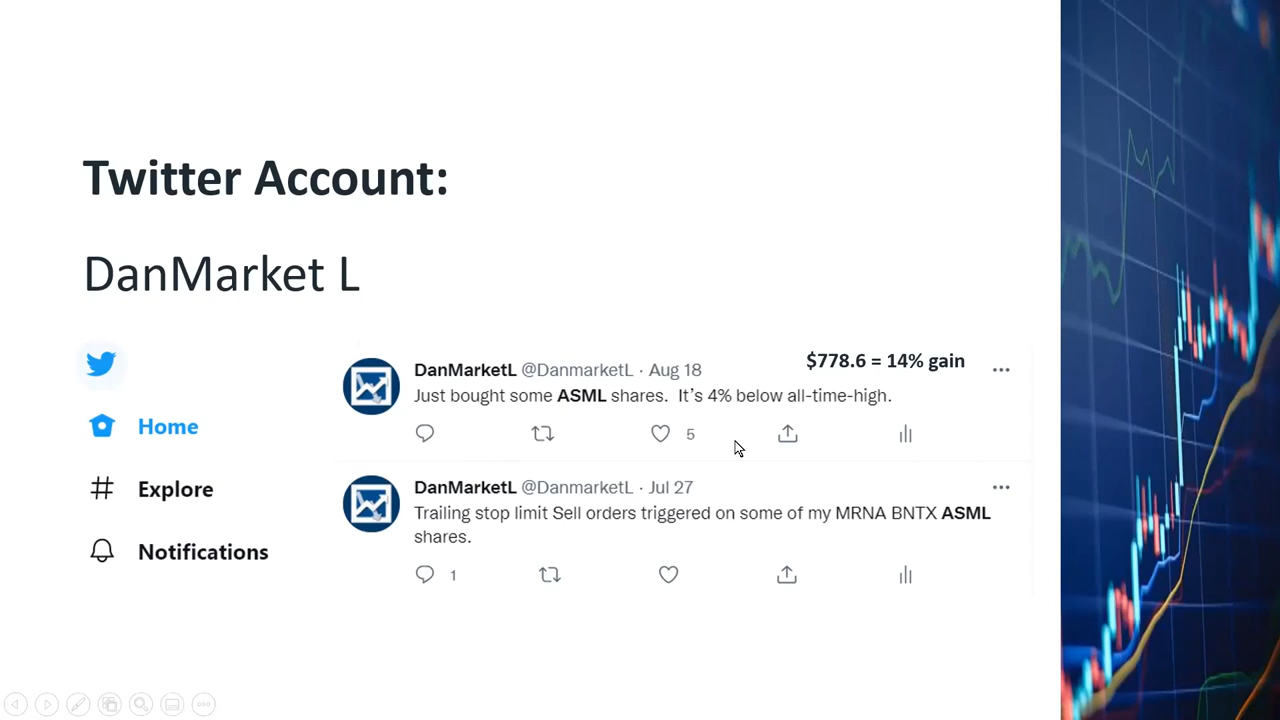 Twitter Account:
DanMarket L
Home
Explore
Notifications
DanMarketL @DanmarketL · Aug 18
$778.6 = 14% gain
Just bought some ASML shares.  It’s 4% below all-time-high.
5
DanMarketL @DanmarketL · Jul 27
Trailing stop limit Sell orders triggered on some of my MRNA BNTX ASML
shares.
1